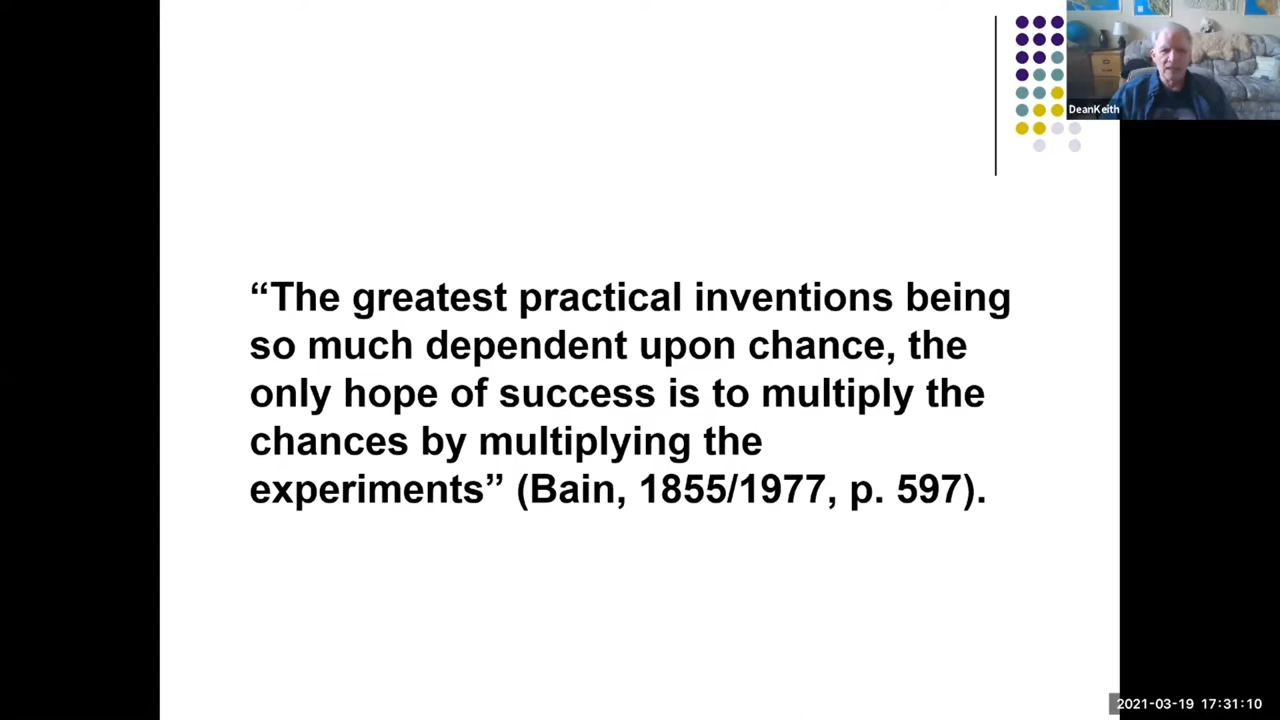 DeanKeith
“The greatest practical inventions being
so much dependent upon chance, the
only hope of success is to multiply the
chances by multiplying the
experiments” (Bain, 1855/1977, p. 597).
2021-03-19 17:31:10